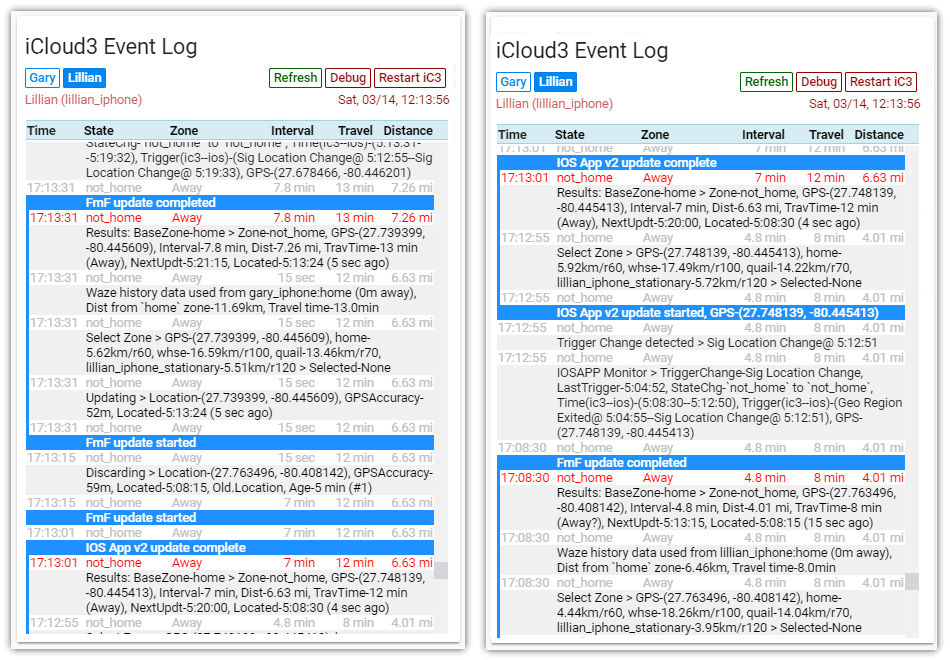 iCloud3 Event Log
Gary Lillian Refresh Debug Restart iC3
Lillian (lillian_iphone) Sat, 03/14, 12:13:56
Time State Zone Interval Travel Distance
StateChg-`not_home` to `not_home`, Time(ic3--ios)-(5:13:31-
-5:19:32), Trigger(ic3--ios)-(Sig Location Change@ 5:12:55--Sig
Location Change@ 5:19:33), GPS-(27.678466, -80.446201)
17:13:31 not_home Away 7.8 min 13 min 7.26 mi
FmF update completed
17:13:31 not_home Away 7.8 min 13 min 7.26 mi
Results: BaseZone-home > Zone-not_home, GPS-(27.739399,
-80.445609), Interval-7.8 min, Dist-7.26 mi, TravTime-13 min
(Away), NextUpdt-5:21:15, Located-5:13:24 (5 sec ago)
17:13:31 not_home Away 15 sec 12 min 6.63 mi
Waze history data used from gary_iphone:home (0m away),
Dist from `home` zone-11.69km, Travel time-13.0min
17:13:31 not_home Away 15 sec 12 min 6.63 mi
Select Zone > GPS-(27.739399, -80.445609), home-
5.62km/r60, whse-16.59km/r100, quail-13.46km/r70,
lillian_iphone_stationary-5.51km/r120 > Selected-None
17:13:31 not_home Away 15 sec 12 min 6.63 mi
Updating > Location-(27.739399, -80.445609), GPSAccuracy-
52m, Located-5:13:24 (5 sec ago)
17:13:31 not_home Away 15 sec 12 min 6.63 mi
FmF update started
17:13:15 not_home Away 15 sec 12 min 6.63 mi
Discarding > Location-(27.763496, -80.408142), GPSAccuracy-
59m, Located-5:08:15, Old.Location, Age-5 min (#1)
17:13:15 not_home Away 7 min 12 min 6.63 mi
FmF update started
17:13:01 not_home Away 7 min 12 min 6.63 mi
IOS App v2 update complete
17:13:01 not_home Away 7 min 12 min 6.63 mi
Results: BaseZone-home > Zone-not_home, GPS-(27.748139,
-80.445413), Interval-7 min, Dist-6.63 mi, TravTime-12 min
(Away), NextUpdt-5:20:00, Located-5:08:30 (4 sec ago)
17:12:55 not_home Away 4.8 min 8 min 4.01 mi
iCloud3 Event Log
Gary Lillian Refresh Debug Restart iC3
Lillian (lillian_iphone) Sat, 03/14, 12:13:56
Time State Zone Interval Travel Distance
17:13:01 not_home Away 7 min 12 min 6.63 mi
IOS App v2 update complete
17:13:01 not_home Away 7 min 12 min 6.63 mi
Results: BaseZone-home > Zone-not_home, GPS-(27.748139,
-80.445413), Interval-7 min, Dist-6.63 mi, TravTime-12 min
(Away), NextUpdt-5:20:00, Located-5:08:30 (4 sec ago)
17:12:55 not_home Away 4.8 min 8 min 4.01 mi
Select Zone > GPS-(27.748139, -80.445413), home-
5.92km/r60, whse-17.49km/r100, quail-14.22km/r70,
lillian_iphone_stationary-5.72km/r120 > Selected-None
17:12:55 not_home Away 4.8 min 8 min 4.01 mi
IOS App v2 update started, GPS-(27.748139, -80.445413)
17:12:55 not_home Away 4.8 min 8 min 4.01 mi
Trigger Change detected > Sig Location Change@ 5:12:51
17:12:55 not_home Away 4.8 min 8 min 4.01 mi
IOSAPP Monitor > TriggerChange-Sig Location Change,
LastTrigger-5:04:52, StateChg-`not_home` to `not_home`,
Time(ic3--ios)-(5:08:30--5:12:50), Trigger(ic3--ios)-(Geo Region
Exited@ 5:04:55--Sig Location Change@ 5:12:51), GPS-
(27.748139, -80.445413)
17:08:30 not_home Away 4.8 min 8 min 4.01 mi
FmF update completed
17:08:30 not_home Away 4.8 min 8 min 4.01 mi
Results: BaseZone-home > Zone-not_home, GPS-(27.763496,
-80.408142), Interval-4.8 min, Dist-4.01 mi, TravTime-8 min
(Away?), NextUpdt-5:13:15, Located-5:08:15 (15 sec ago)
17:08:30 not_home Away 4.8 min 8 min 4.01 mi
Waze history data used from lillian_iphone:home (0m away),
Dist from `home` zone-6.46km, Travel time-8.0min
17:08:30 not_home Away 4.8 min 8 min 4.01 mi
Select Zone > GPS-(27.763496, -80.408142), home-
4.44km/r60, whse-18.26km/r100, quail-14.04km/r70,
lillian_iphone_stationary-3.95km/r120 > Selected-None